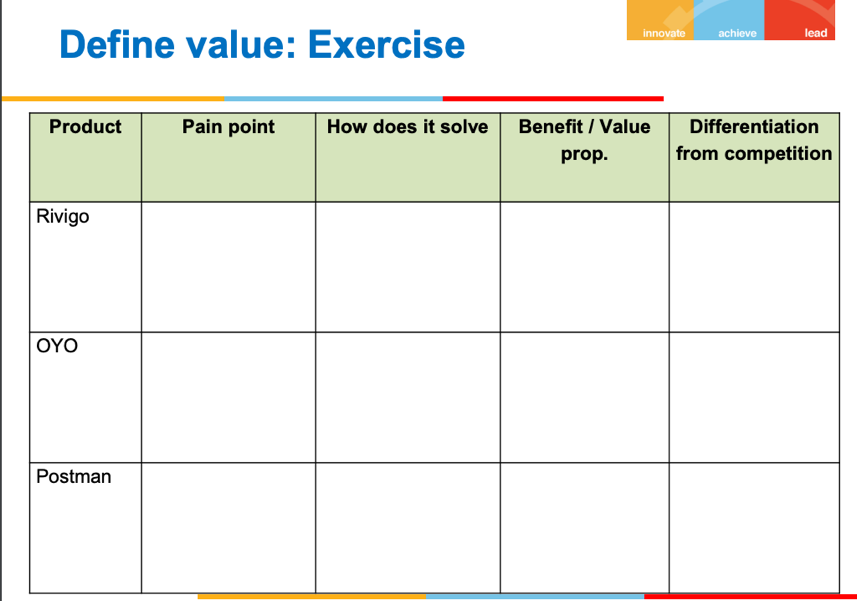 Define value: Exercise
innovate achieve lead
Product Pain point How does it solve Benefit / Value Differentiation
prop. from competition
Rivigo
OYO
Postman